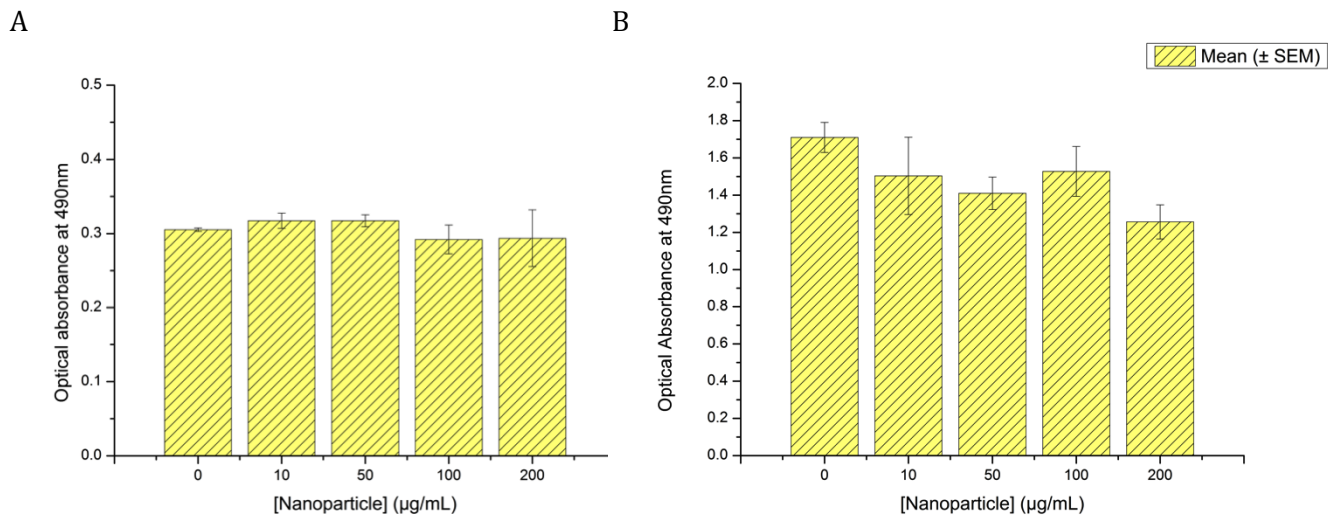 A
B
Mean (± SEM)
Optical absorbance at 490nm
0.5
0.4
0.3
0.2
0.1
0.0
0 10 50 100 200
[Nanoparticle] (µg/mL)
Optical Absorbance at 490nm
2.0
1.8
1.6
1.4
1.2
1.0
0.8
0.6
0.4
0.2
0.0
0 10 50 100 200
[Nanoparticle] (µg/mL)